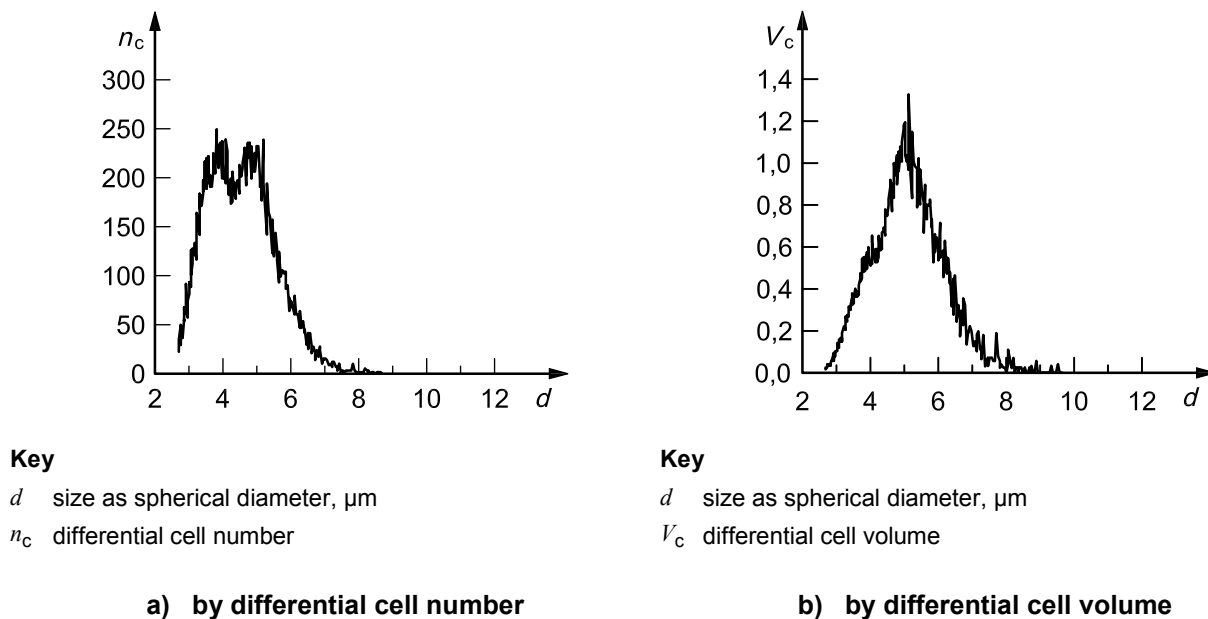 n_c
300
250
200
150
100
50
0
2 4 6 8 10 12 d
Key
d size as spherical diameter, µm
n_c differential cell number
a) by differential cell number
V_c
1,4
1,2
1,0
0,8
0,6
0,4
0,2
0,0
2 4 6 8 10 12 d
Key
d size as spherical diameter, µm
V_c differential cell volume
b) by differential cell volume